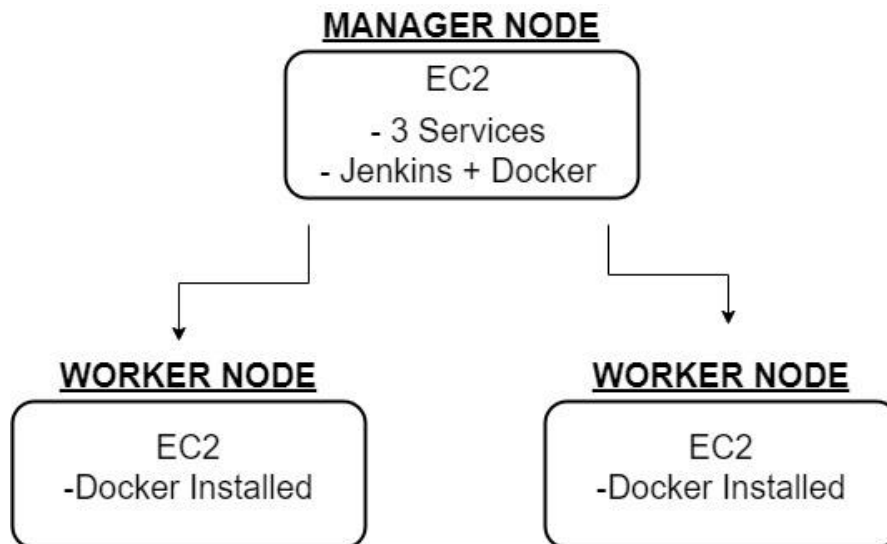 MANAGER NODE
EC2
- 3 Services
- Jenkins + Docker
WORKER NODE
EC2
-Docker Installed
WORKER NODE
EC2
-Docker Installed